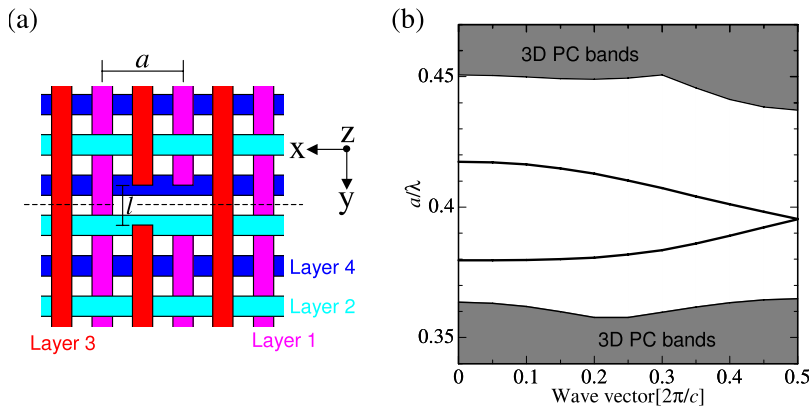 (a)
a
z
x
y
l
Layer 4
Layer 2
Layer 3
Layer 1
(b)
3D PC bands
0.45
a/λ
0.4
0.35
3D PC bands
0 0.1 0.2 0.3 0.4 0.5
Wave vector[2π/c]